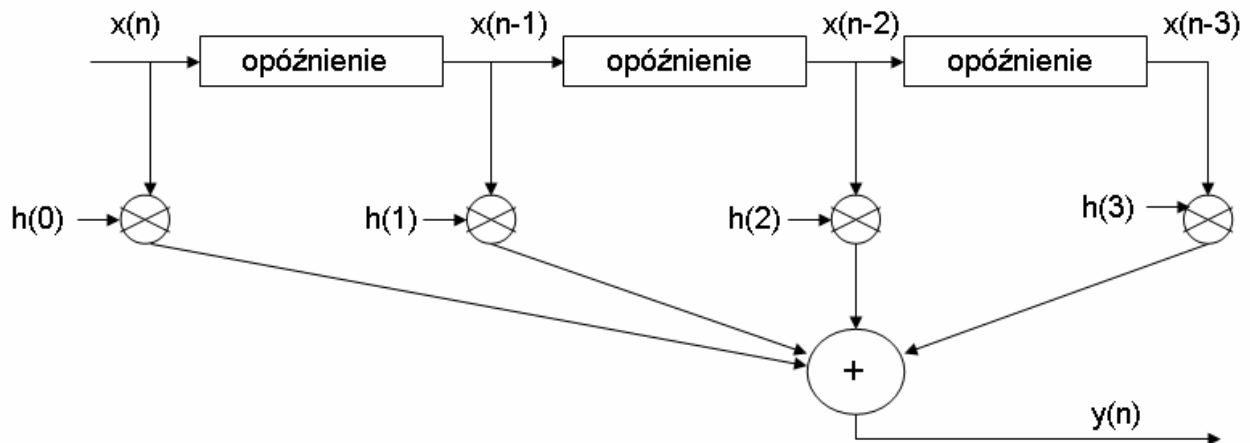 x(n) x(n-1) x(n-2) x(n-3)
opóźnienie opóźnienie opóźnienie
h(0) h(1) h(2) h(3)
+
y(n)